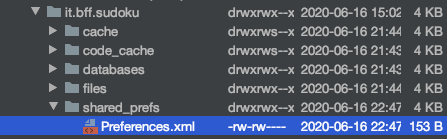 it.bff.sudoku drwxrwx--x 2020-06-16 15:02 4 KB
cache drwxrws--x 2020-06-16 21:44 4 KB
code_cache drwxrws--x 2020-06-16 21:44 4 KB
databases drwxrwx--x 2020-06-16 21:43 4 KB
files drwxrwx--x 2020-06-16 21:44 4 KB
shared_prefs drwxrwx--x 2020-06-16 22:47 4 KB
Preferences.xml -rw-rw---- 2020-06-16 22:47 153 B